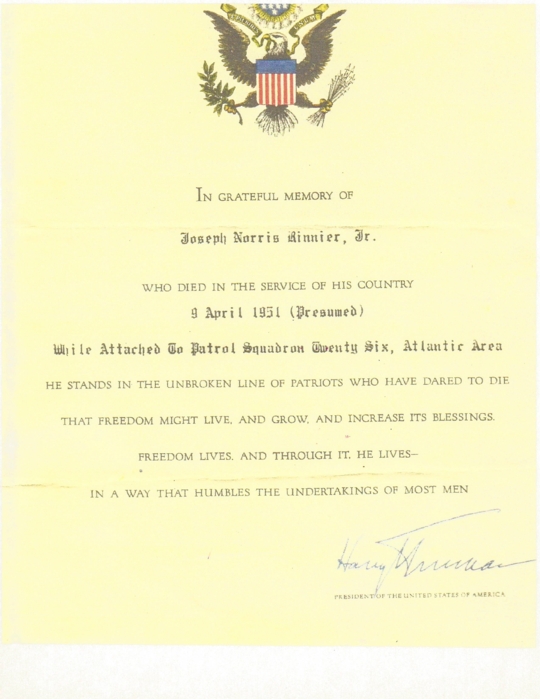 IN GRATEFUL MEMORY OF
Joseph Norris Rinnier, Jr.
WHO DIED IN THE SERVICE OF HIS COUNTRY
9 April 1951 (Presumed)
While Attached To Patrol Squadron Twenty Six, Atlantic Area
HE STANDS IN THE UNBROKEN LINE OF PATRIOTS WHO HAVE DARED TO DIE
THAT FREEDOM MIGHT LIVE, AND GROW, AND INCREASE ITS BLESSINGS.
FREEDOM LIVES, AND THROUGH IT, HE LIVES—
IN A WAY THAT HUMBLES THE UNDERTAKINGS OF MOST MEN
Harry Truman
PRESIDENT OF THE UNITED STATES OF AMERICA